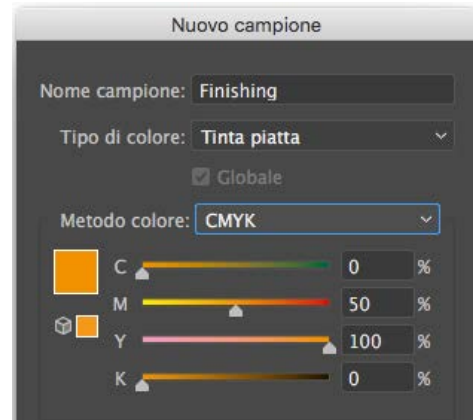 Nuovo campione
Nome campione: Finishing
Tipo di colore: Tinta piatta
Globale
Metodo colore: CMYK
C 0 %
M 50 %
Y 100 %
K 0 %